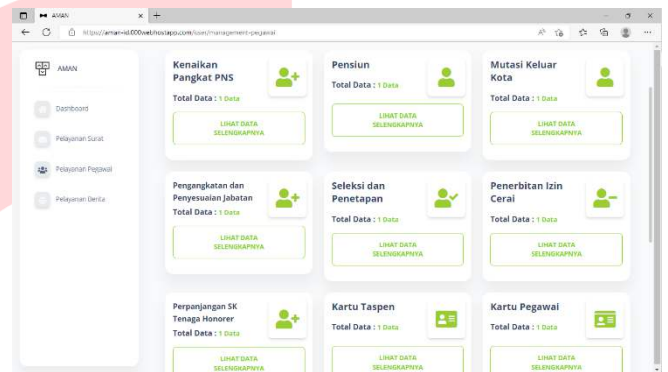 AMAN
https://aman-id.000webhostapp.com/user/management-pegawai
AMAN
Dashboard
Pelayanan Surat
Pelayanan Pegawai
Pelayanan Berita
Kenaikan
Pangkat PNS
Total Data : 1 Data
LIHAT DATA
SELENGKAPNYA
Pensiun
Total Data : 1 Data
LIHAT DATA
SELENGKAPNYA
Mutasi Keluar
Kota
Total Data : 1 Data
LIHAT DATA
SELENGKAPNYA
Pengangkatan dan
Penyesuaian Jabatan
Total Data : 1 Data
LIHAT DATA
SELENGKAPNYA
Seleksi dan
Penetapan
Total Data : 1 Data
LIHAT DATA
SELENGKAPNYA
Penerbitan Izin
Cerai
Total Data : 1 Data
LIHAT DATA
SELENGKAPNYA
Perpanjangan SK
Tenaga Honorer
Total Data : 1 Data
LIHAT DATA
SELENGKAPNYA
Kartu Taspen
Total Data : 1 Data
LIHAT DATA
SELENGKAPNYA
Kartu Pegawai
Total Data : 1 Data
LIHAT DATA
SELENGKAPNYA